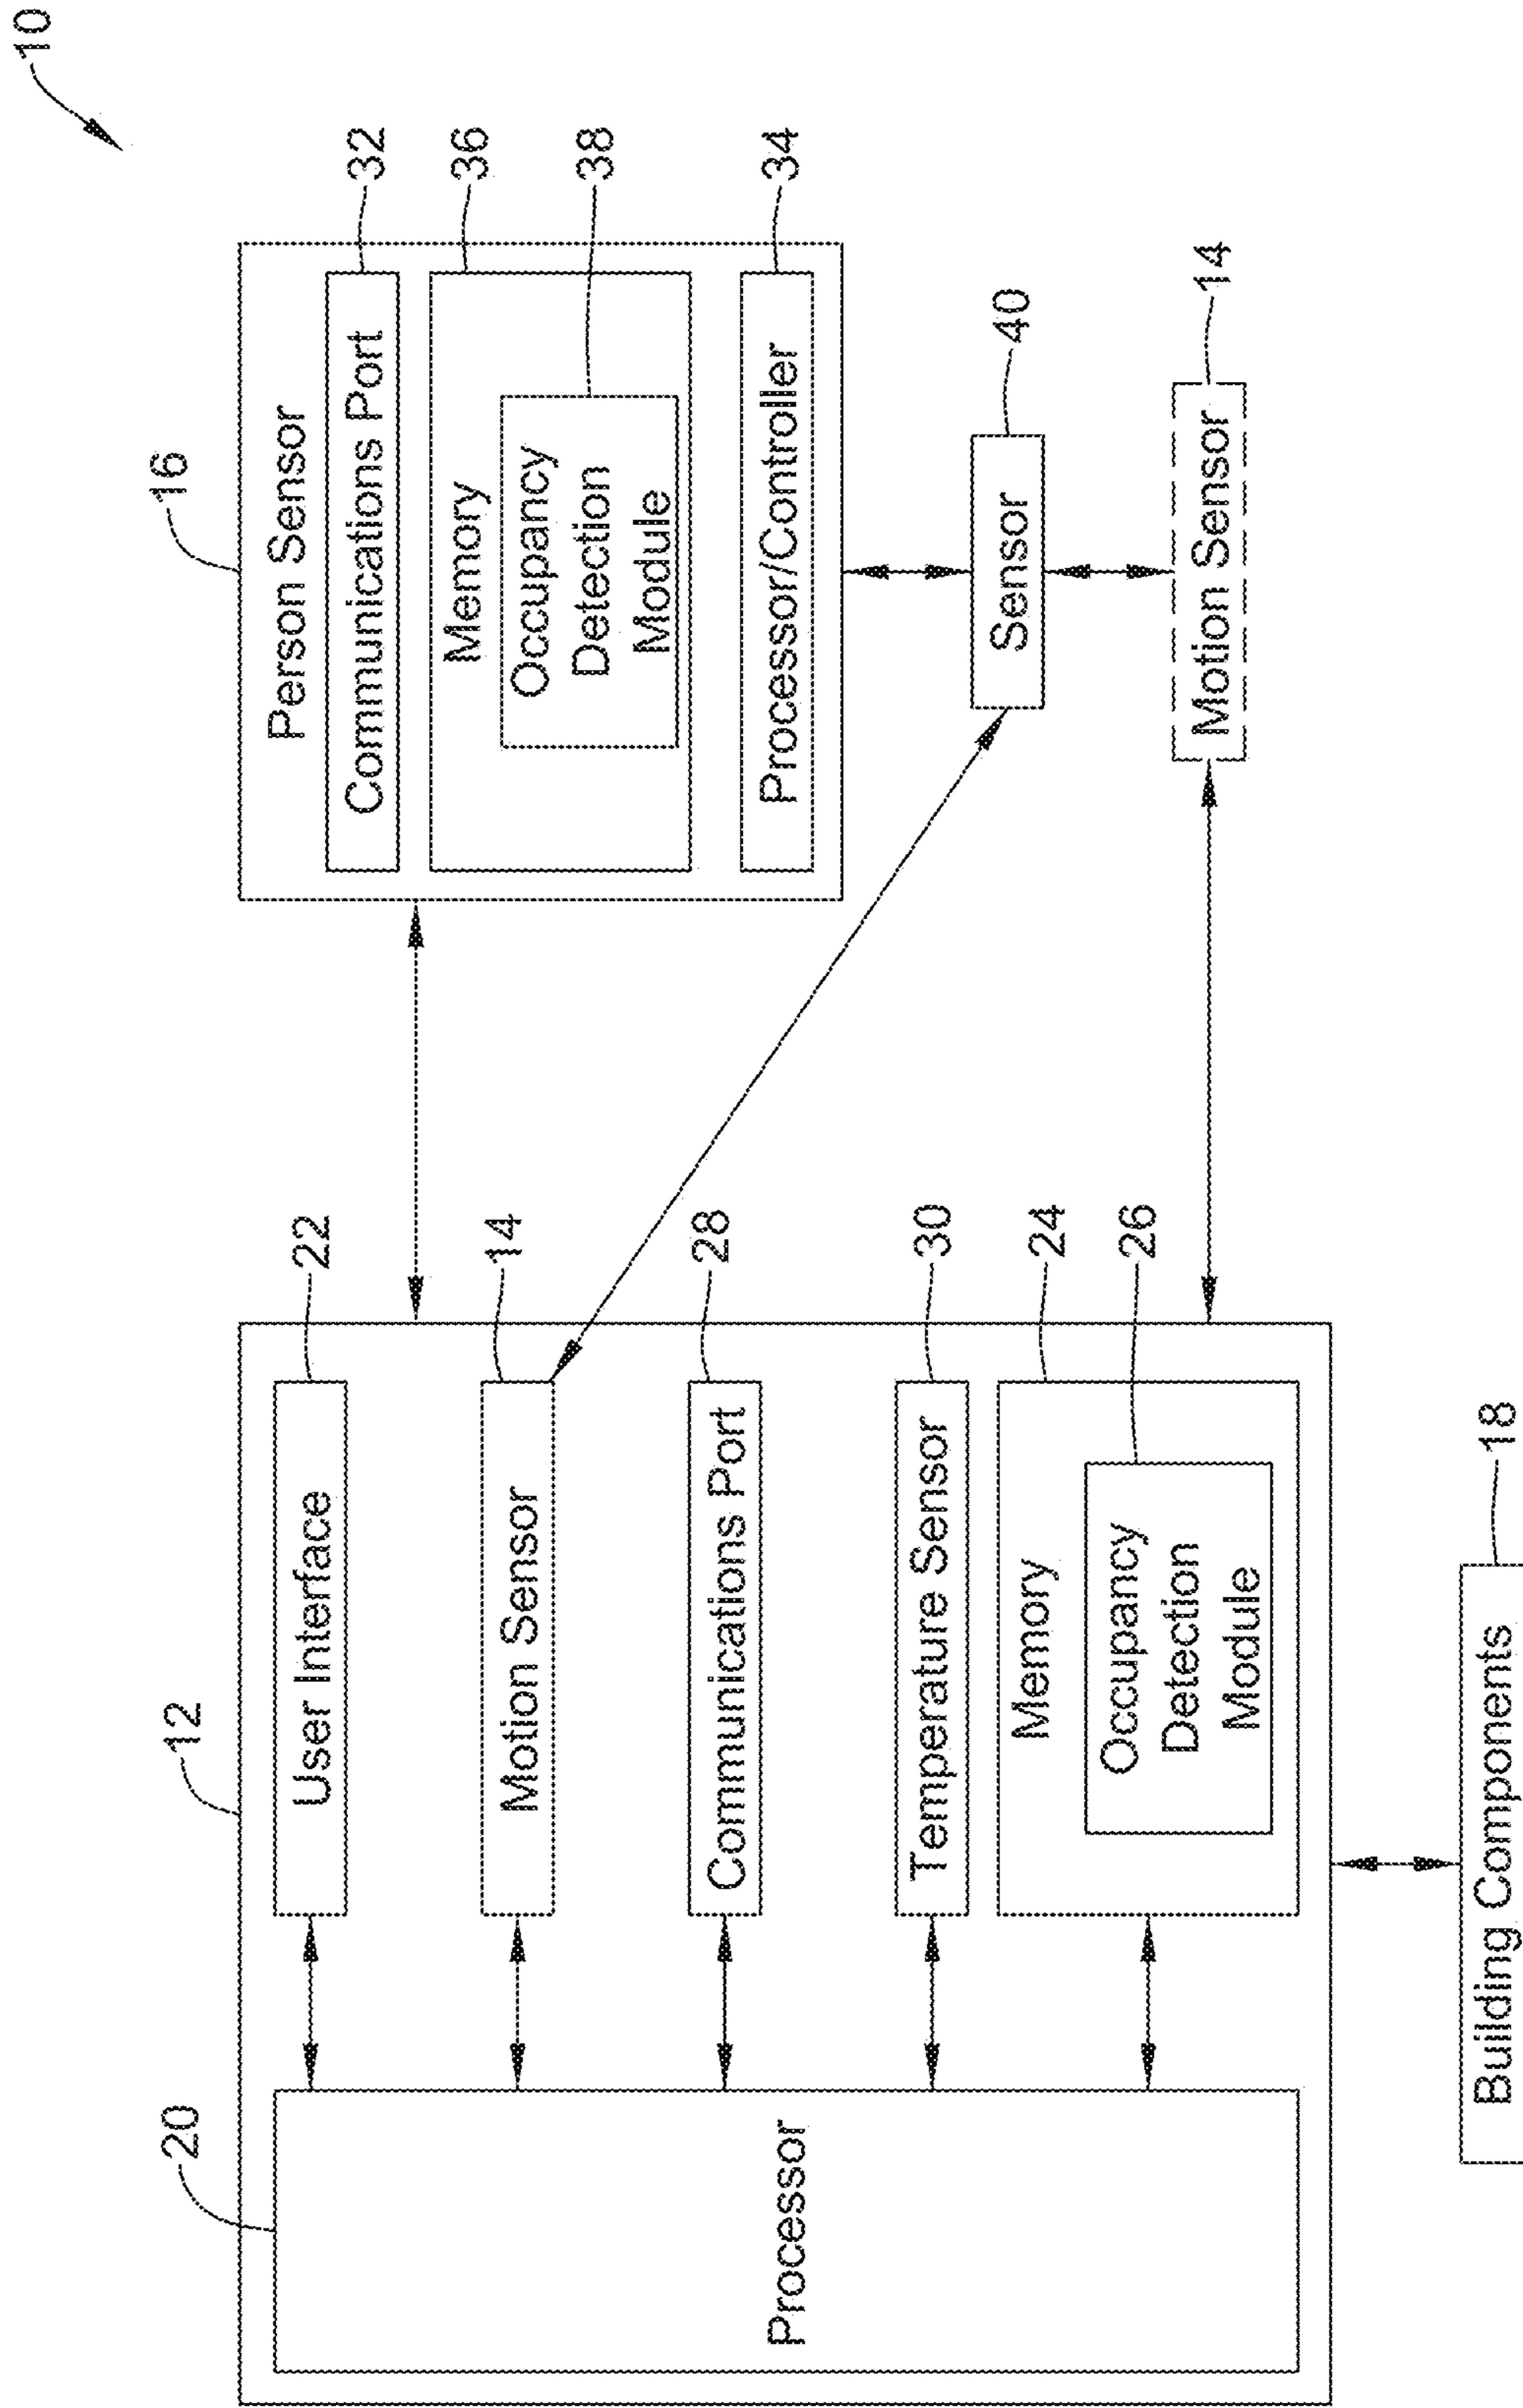 10
12
20
Processor
User Interface
22
Motion Sensor
14
Communications Port
28
Temperature Sensor
30
Memory
24
Occupancy
Detection
Module
26
Building Components
18
16
Person Sensor
Communications Port
32
Memory
36
Occupancy
Detection
Module
38
Processor/Controller
34
Sensor
40
Motion Sensor
14